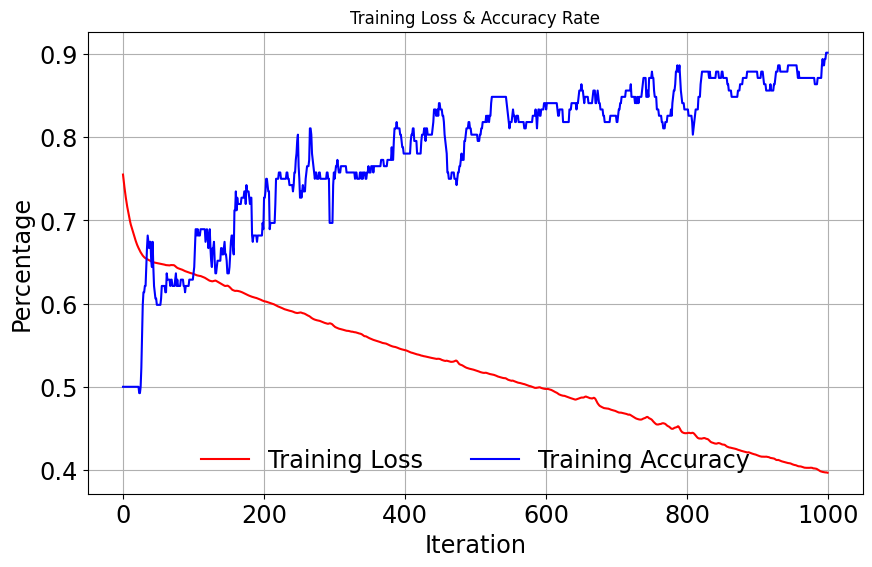 Training Loss & Accuracy Rate
Percentage
0.9
0.8
0.7
0.6
0.5
0.4
Training Loss Training Accuracy
0 200 400 600 800 1000
Iteration